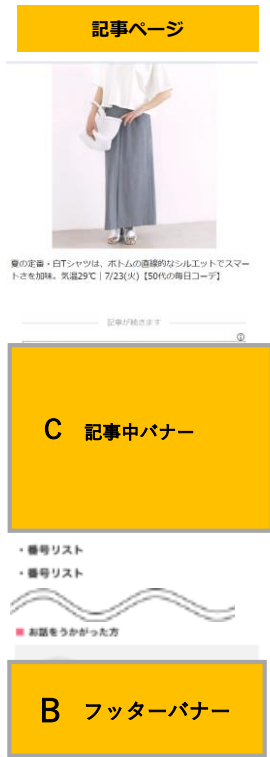 記事ページ
夏の定番・白Tシャツは、ボトムの直線的なシルエットでスマー
トさを加味。気温29℃｜7/23(火)【50代の毎日コーデ】
記事が続きます
C 記事中バナー
・番号リスト
・番号リスト
■ お話をうかがった方
B フッターバナー